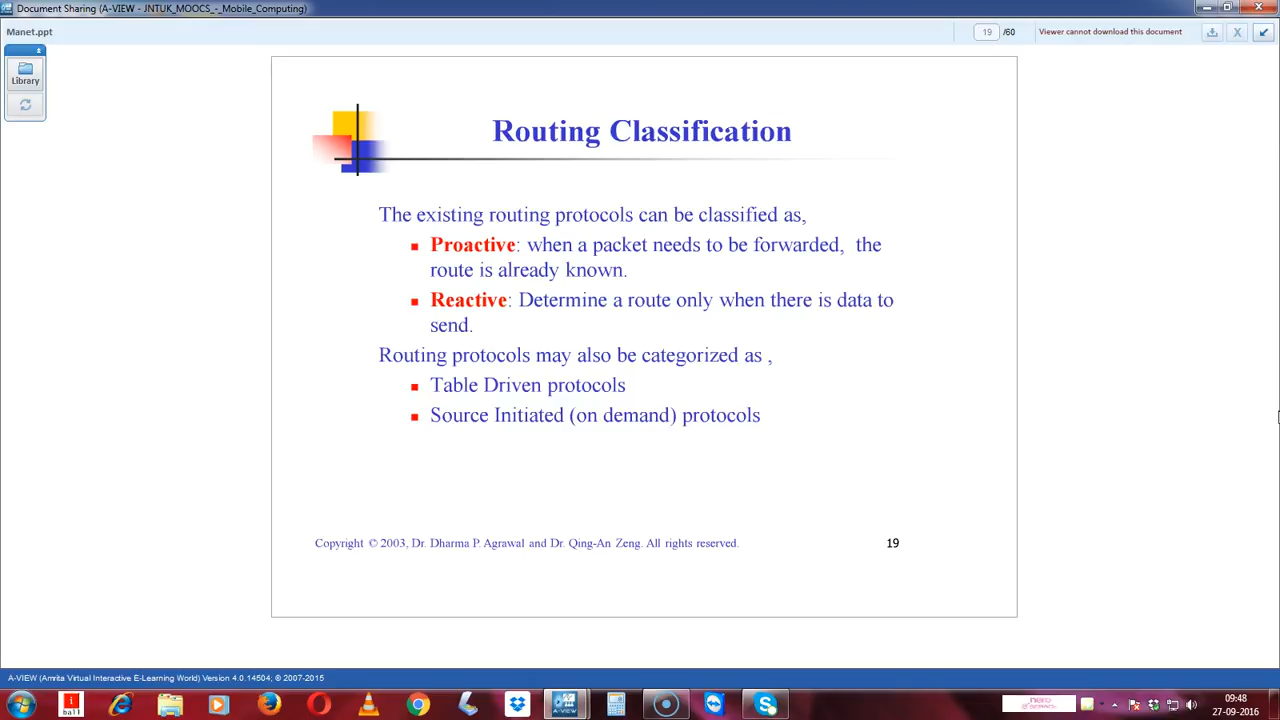 Document Sharing (A-VIEW - JNTUK_MOOCS_-_Mobile_Computing)
Manet.ppt
19 /60
Viewer cannot download this document
Library
Routing Classification
The existing routing protocols can be classified as,
Proactive: when a packet needs to be forwarded, the
route is already known.
Reactive: Determine a route only when there is data to
send.
Routing protocols may also be categorized as ,
Table Driven protocols
Source Initiated (on demand) protocols
Copyright © 2003, Dr. Dharma P. Agrawal and Dr. Qing-An Zeng. All rights reserved.
19
A-VIEW (Amrita Virtual Interactive E-Learning World) Version 4.0.14504; © 2007-2015
i
ball
A-VIEW
09:48
27-09-2016